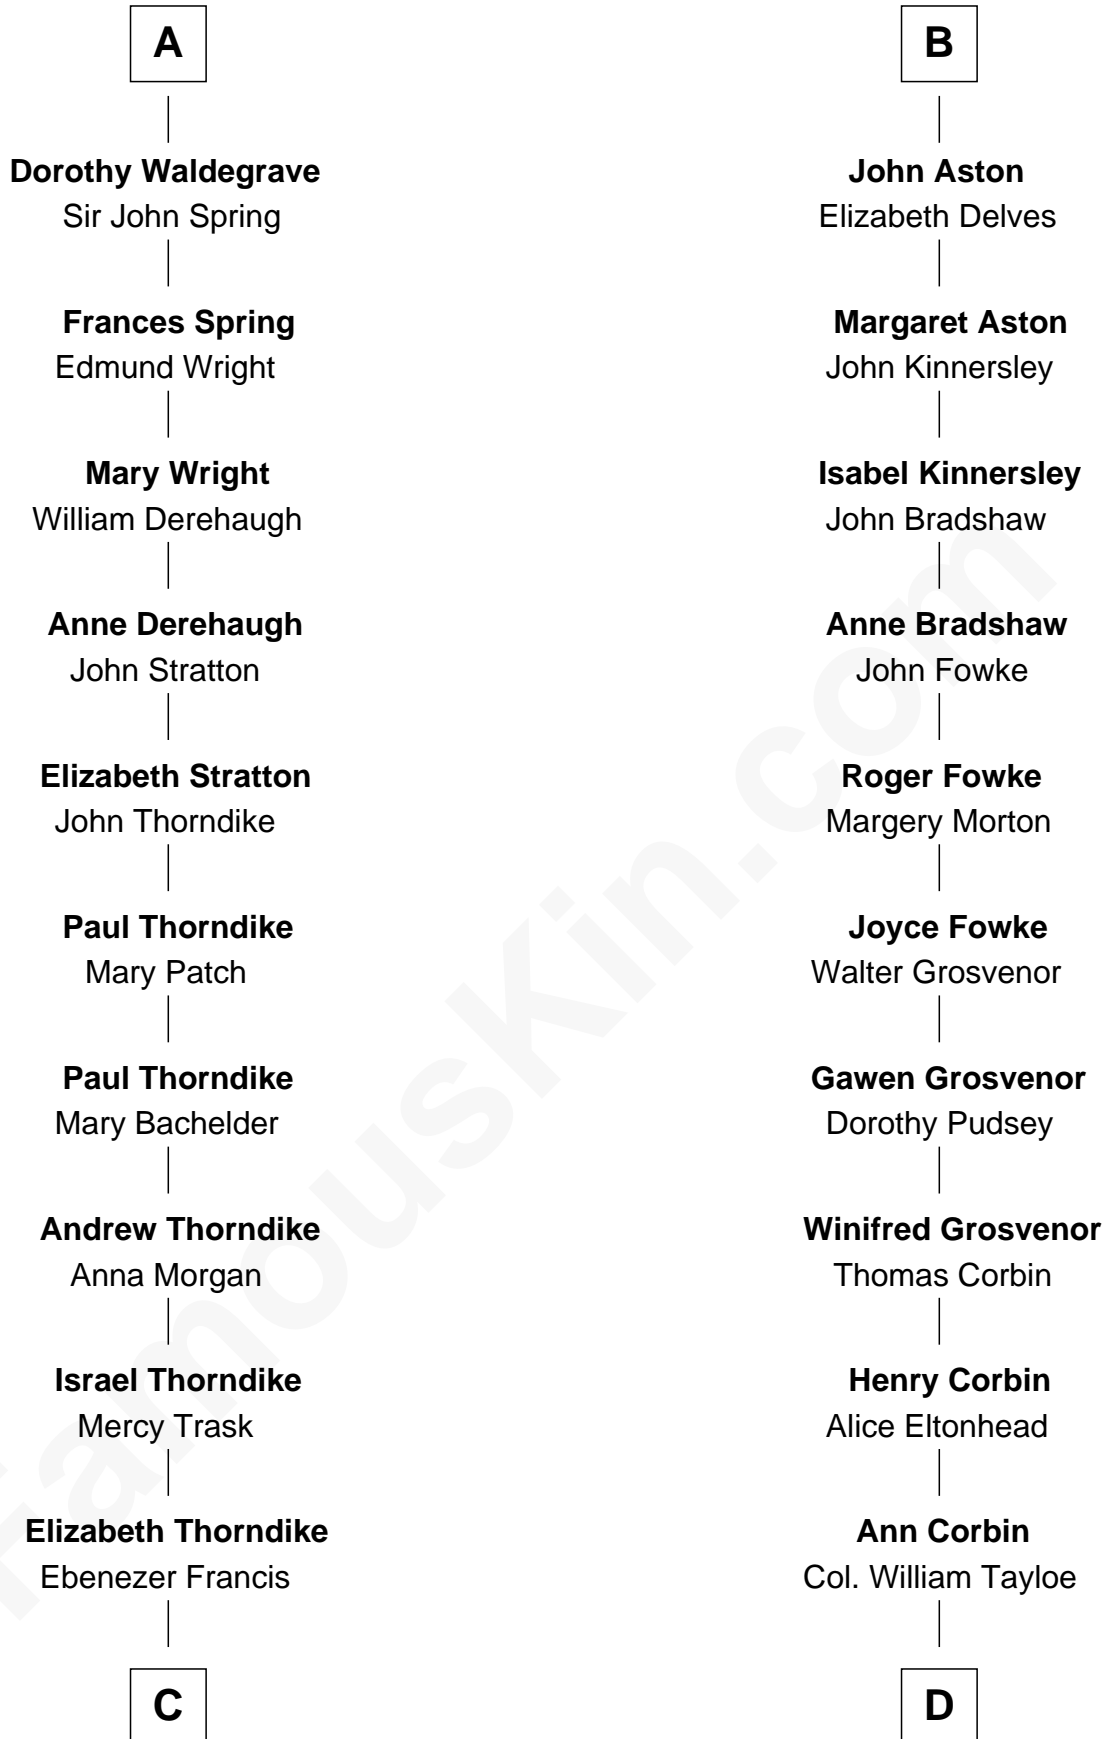 A
Dorothy Waldegrave
Sir John Spring
Frances Spring
Edmund Wright
Mary Wright
William Derehaugh
Anne Derehaugh
John Stratton
Elizabeth Stratton
John Thorndike
Paul Thorndike
Mary Patch
Paul Thorndike
Mary Bachelder
Andrew Thorndike
Anna Morgan
Israel Thorndike
Mercy Trask
Elizabeth Thorndike
Ebenezer Francis
C
B
John Aston
Elizabeth Delves
Margaret Aston
John Kinnersley
Isabel Kinnersley
John Bradshaw
Anne Bradshaw
John Fowke
Roger Fowke
Margery Morton
Joyce Fowke
Walter Grosvenor
Gawen Grosvenor
Dorothy Pudsey
Winifred Grosvenor
Thomas Corbin
Henry Corbin
Alice Eltonhead
Ann Corbin
Col. William Tayloe
D
FamousKin.com